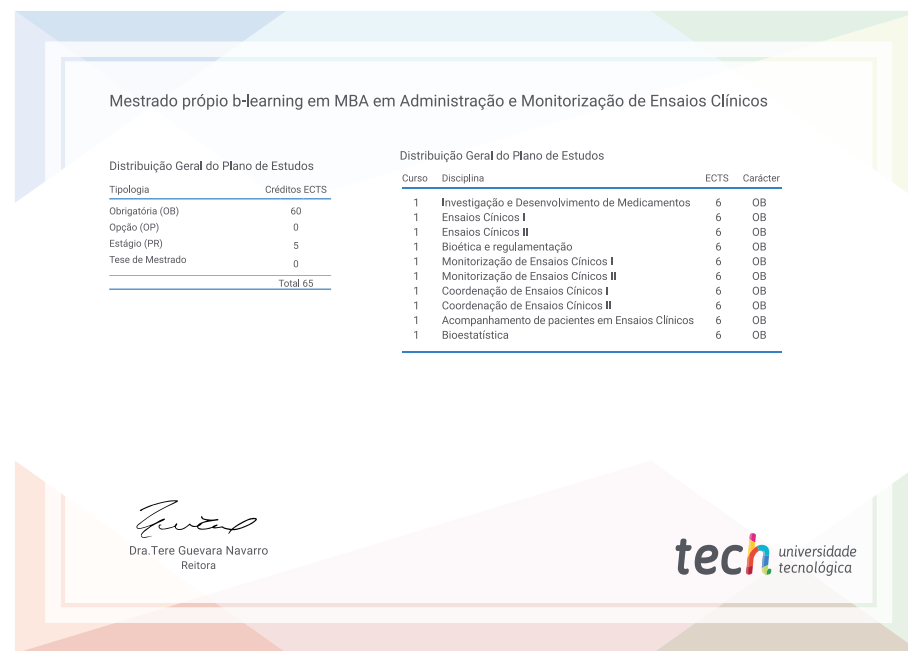 Mestrado própio b-learning em MBA em Administração e Monitorização de Ensaios Clínicos
Distribuição Geral do Plano de Estudos
Tipologia Créditos ECTS
Obrigatória (OB) 60
Opção (OP) 0
Estágio (PR) 5
Tese de Mestrado 0
Total 65
Distribuição Geral do Plano de Estudos
Curso Disciplina ECTS Carácter
1 Investigação e Desenvolvimento de Medicamentos 6 OB
1 Ensaios Cínicos I 6 OB
1 Ensaios Cínicos II 6 OB
1 Bioética e regulamentação 6 OB
1 Monitorização de Ensaios Cínicos I 6 OB
1 Monitorização de Ensaios Cínicos II 6 OB
1 Coordenação de Ensaios Cínicos I 6 OB
1 Coordenação de Ensaios Cínicos II 6 OB
1 Acompanhamento de pacientes em Ensaios Clínicos 6 OB
1 Bioestatística 6 OB
Dra.Tere Guevara Navarro
Reitora
tech universidade
tecnológica